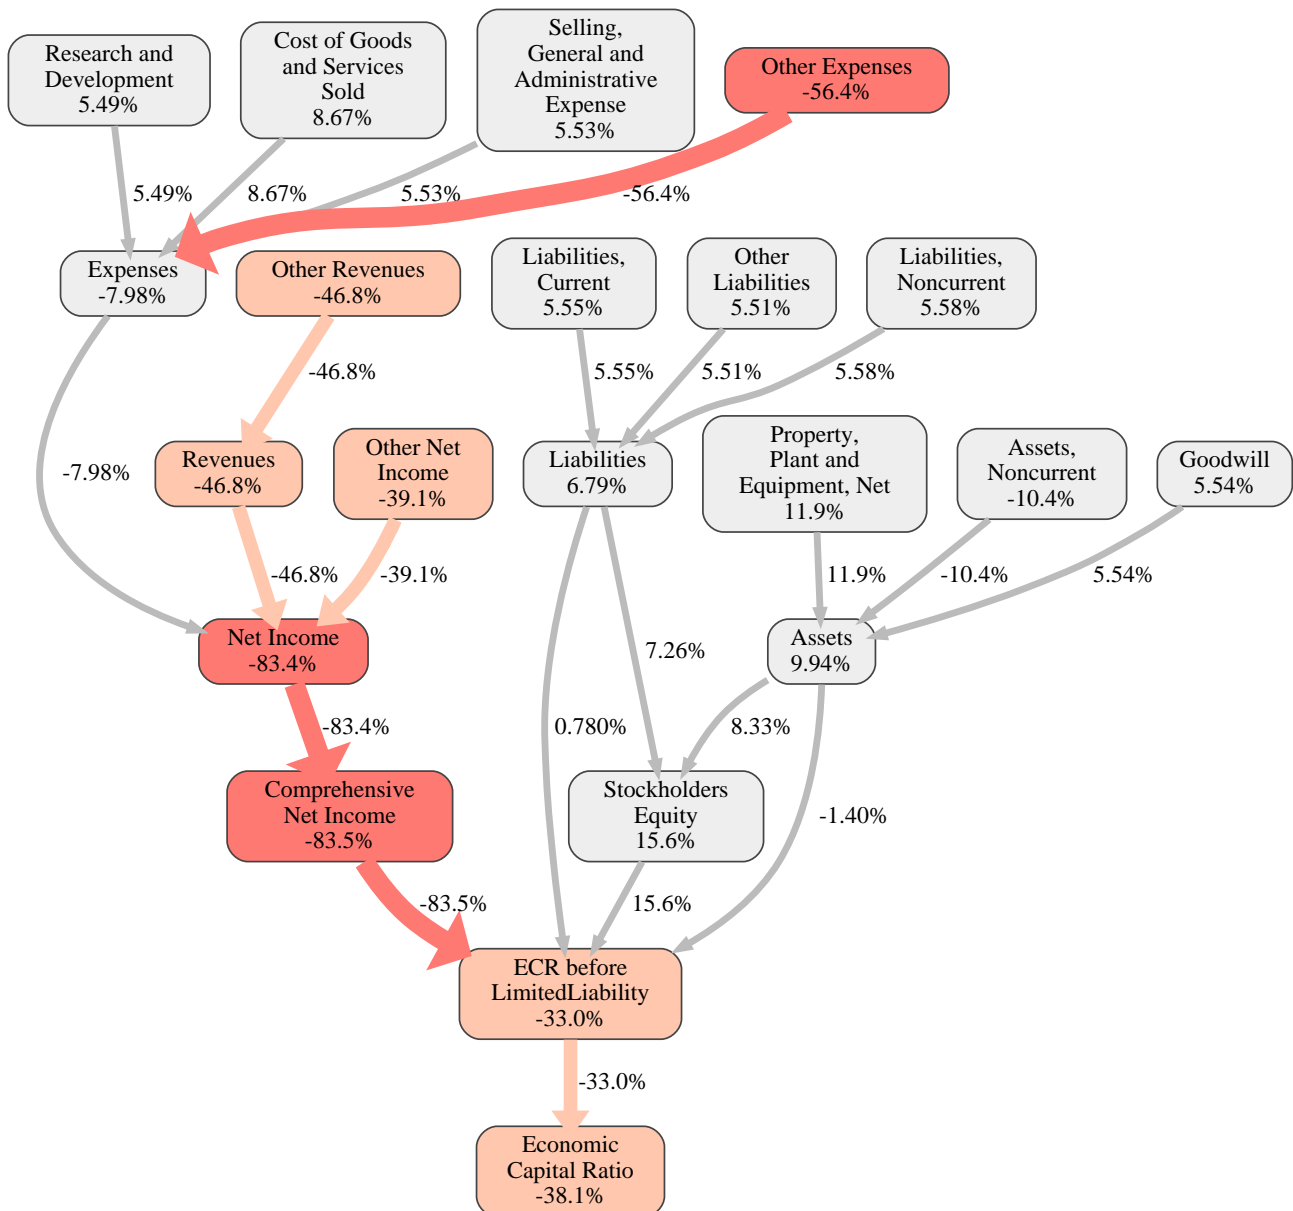 Research and
Development
5.49%
Cost of Goods
and Services
Sold
8.67%
Selling,
General and
Administrative
Expense
5.53%
Other Expenses
-56.4%
5.49%
8.67%
5.53%
-56.4%
Expenses
-7.98%
Other Revenues
-46.8%
Liabilities,
Current
5.55%
Other
Liabilities
5.51%
Liabilities,
Noncurrent
5.58%
-46.8%
5.55%
5.51%
5.58%
-7.98%
Revenues
-46.8%
Other Net
Income
-39.1%
Liabilities
6.79%
Property,
Plant and
Equipment, Net
11.9%
Assets,
Noncurrent
-10.4%
Goodwill
5.54%
-46.8%
-39.1%
11.9%
-10.4%
5.54%
Net Income
-83.4%
7.26%
Assets
9.94%
-83.4%
0.780%
8.33%
-1.40%
Comprehensive
Net Income
-83.5%
Stockholders
Equity
15.6%
-83.5%
15.6%
ECR before
LimitedLiability
-33.0%
-33.0%
Economic
Capital Ratio
-38.1%